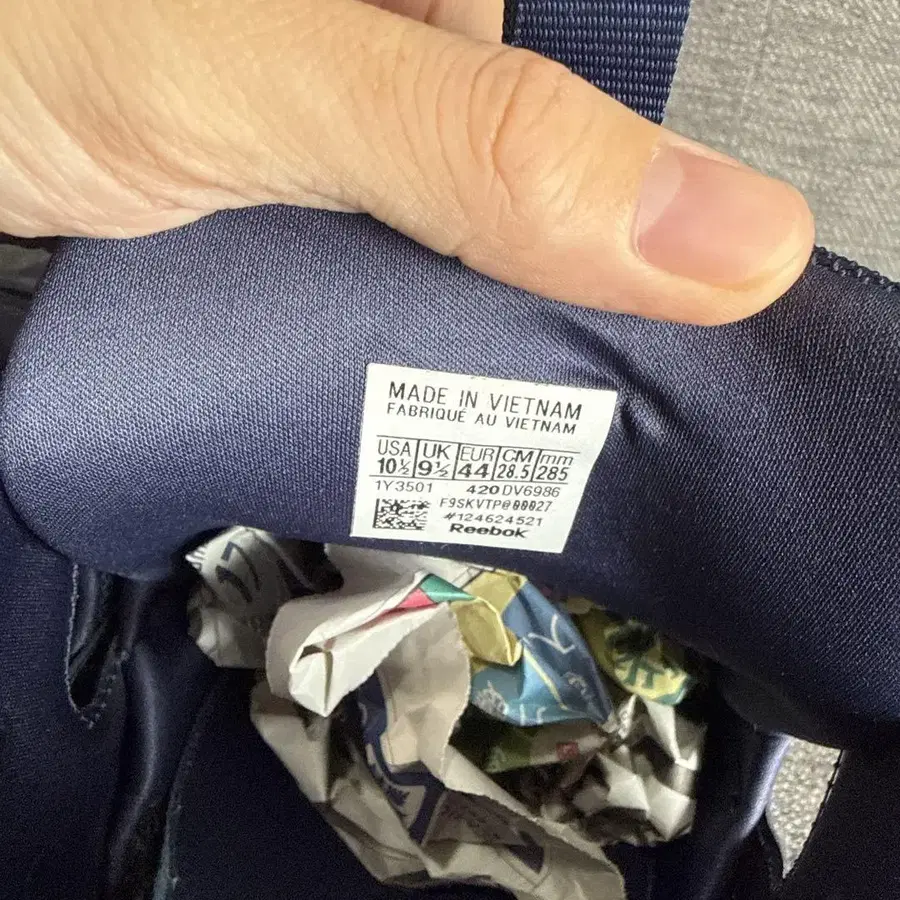 MADE IN VIETNAM
FABRIQUÉ AU VIETNAM
USA UK EUR CM mm
10½ 9½ 44 28.5 285
1Y3501 420 DV6986
F9SKVTP@00027
#124624521
Reebok
17